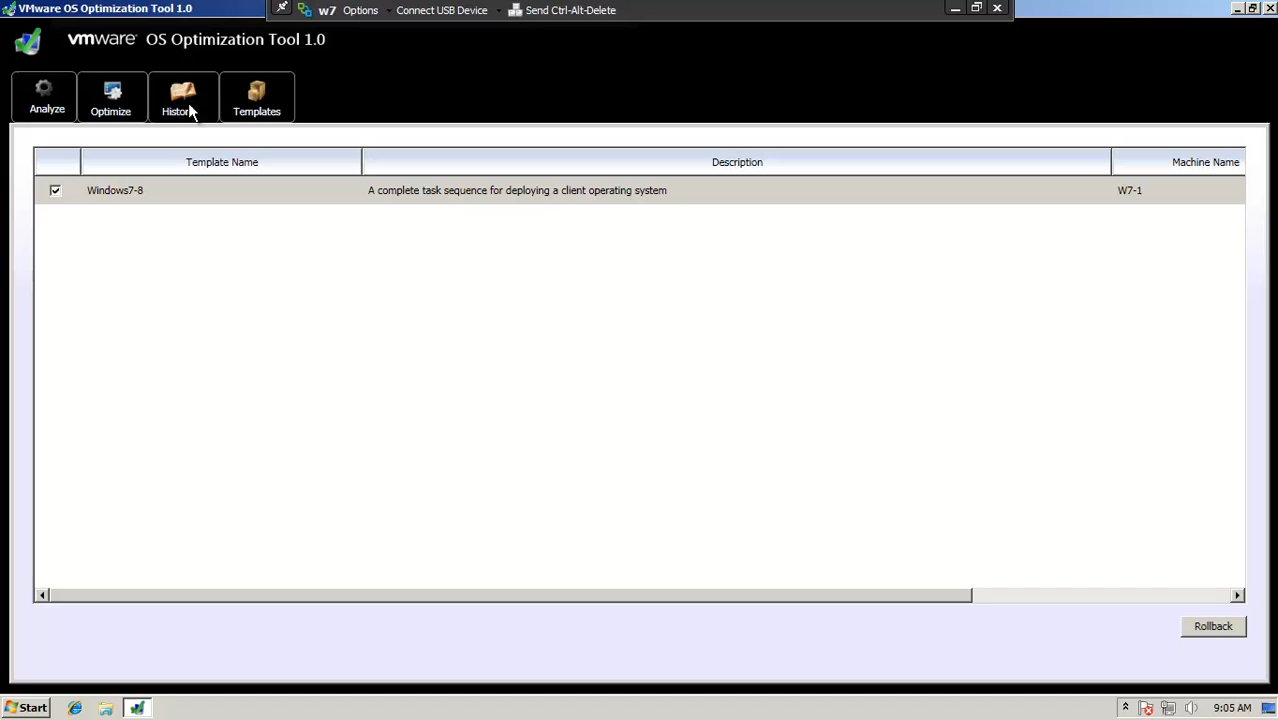 VMware OS Optimization Tool 1.0
w7 Options Connect USB Device Send Ctrl-Alt-Delete
vmware OS Optimization Tool 1.0
Analyze Optimize History Templates
Template Name Description Machine Name
Windows7-8 A complete task sequence for deploying a client operating system W7-1
Rollback
Start 9:05 AM